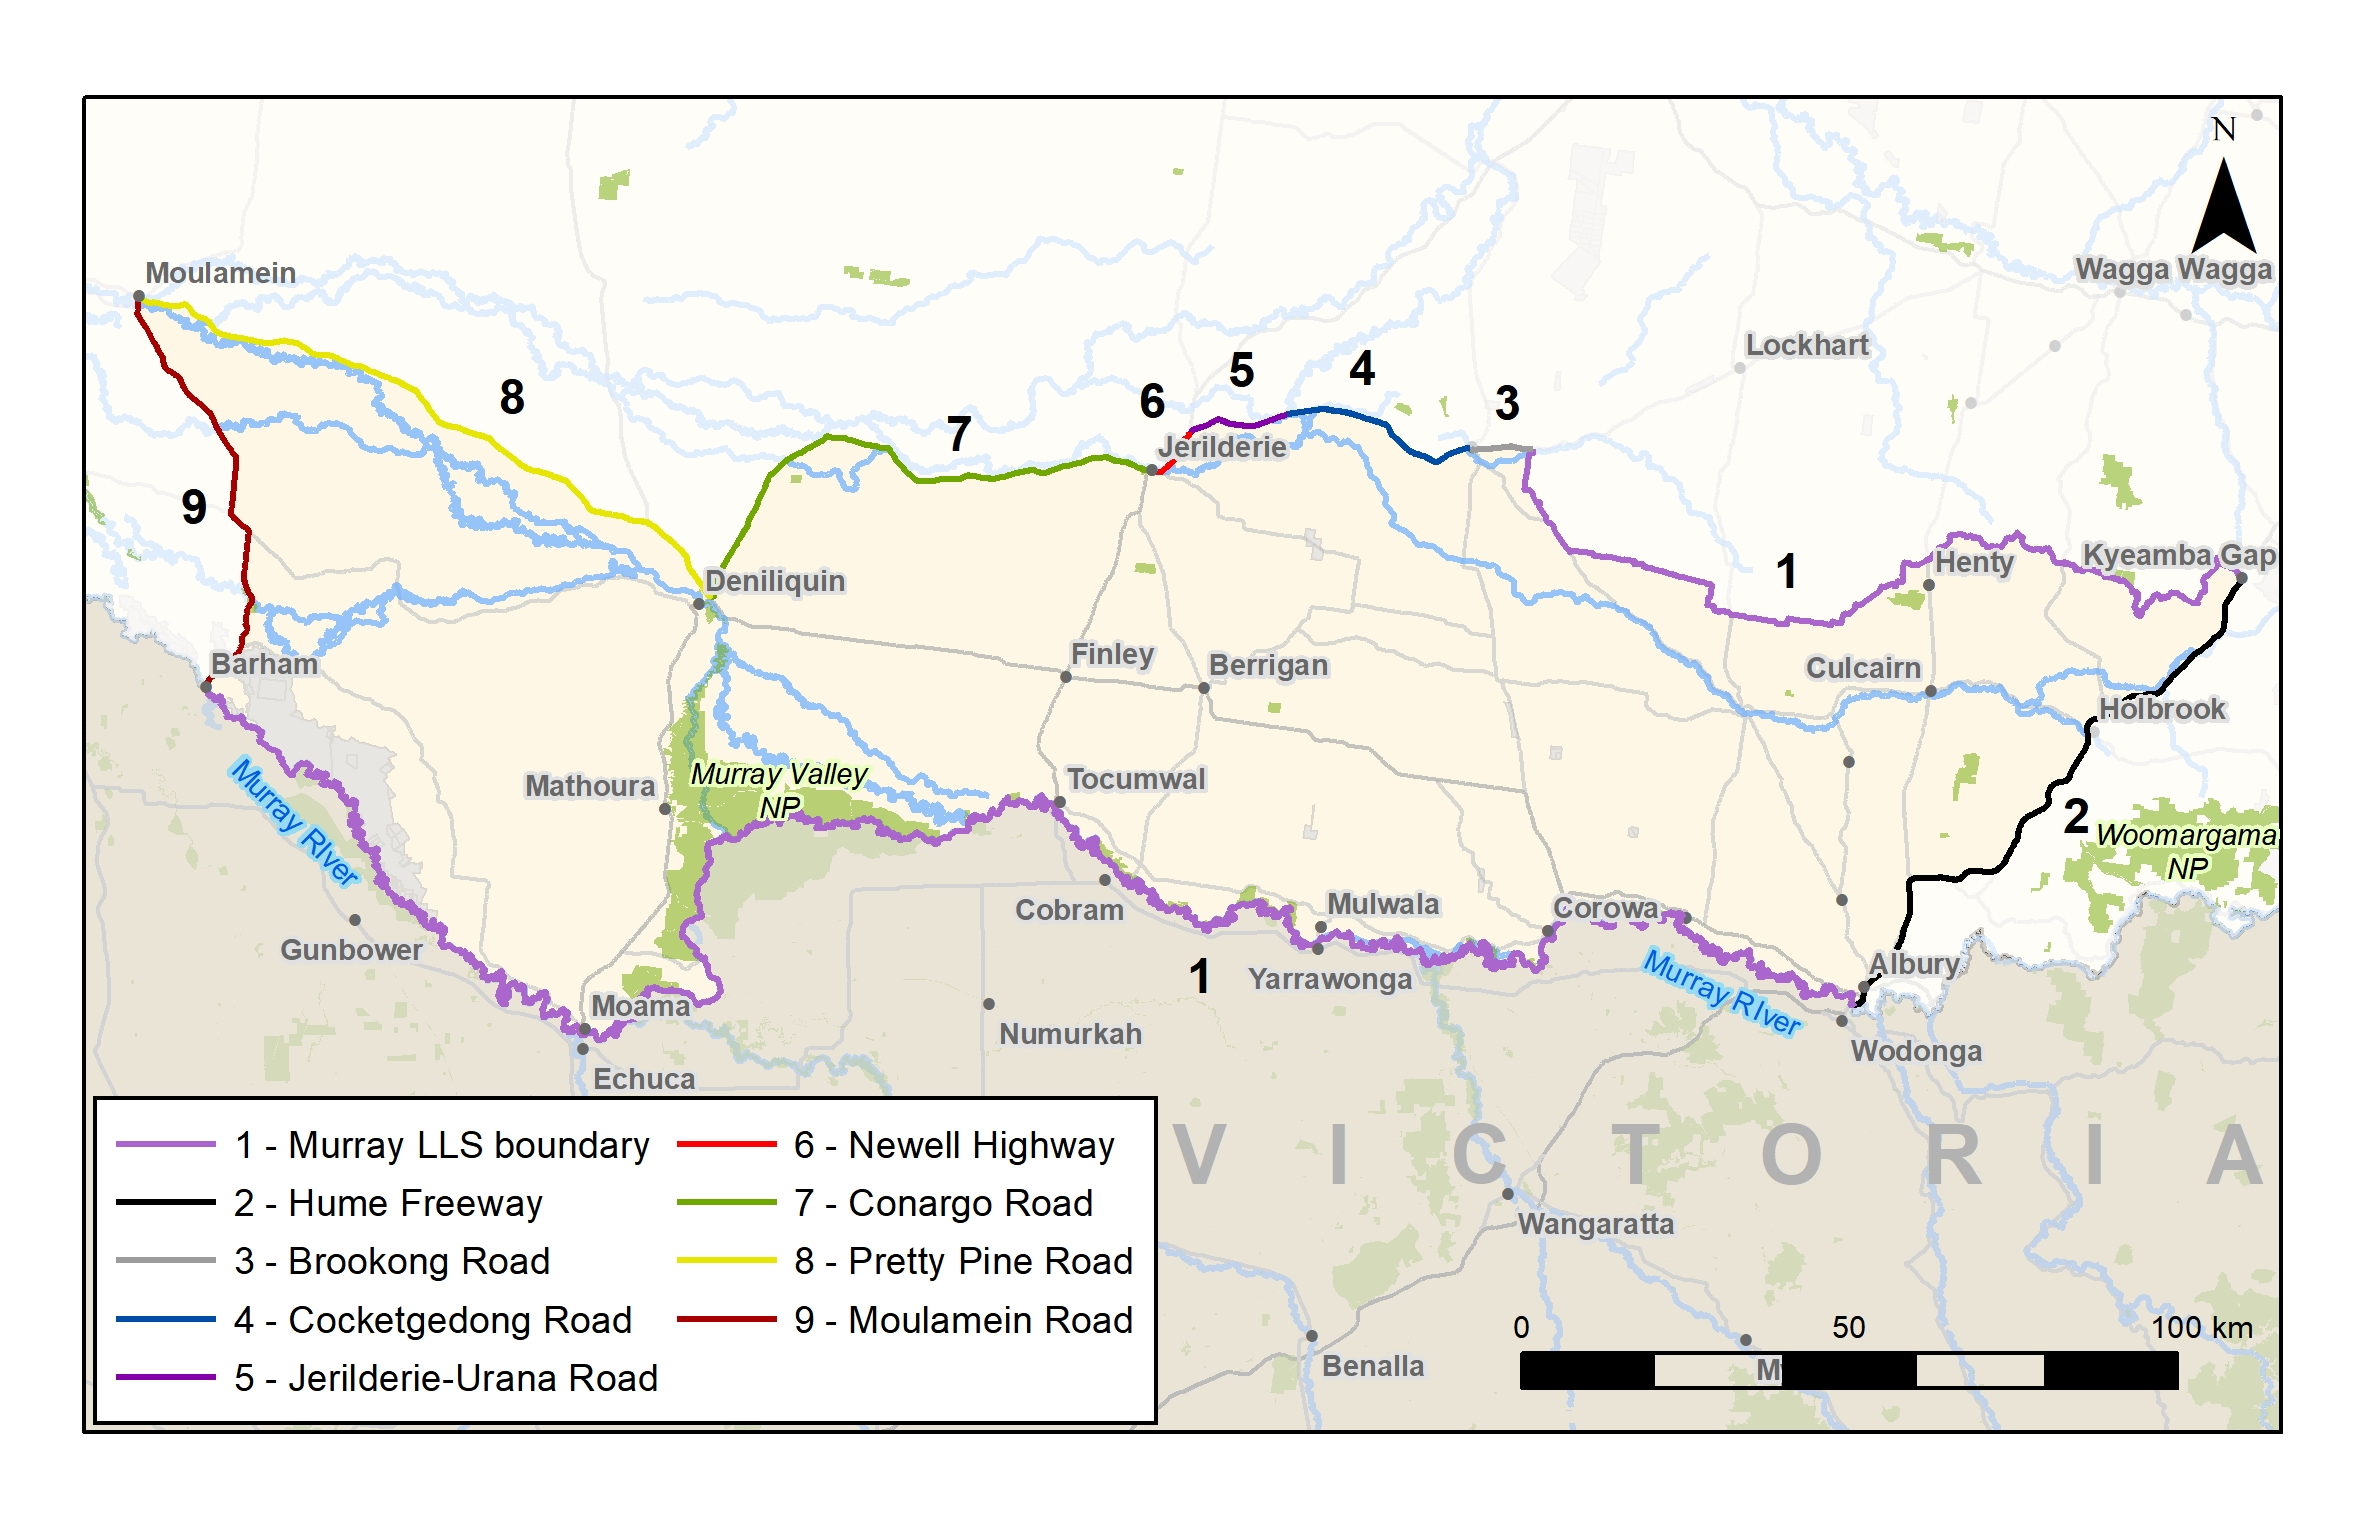 N
Moulamein
Wagga Wagga
Lockhart
5
4
6
3
8
7
Jerilderie
9
1
Henty
Kyeamba Gap
Deniliquin
Barham
Finley
Berrigan
Culcairn
Holbrook
Murray RIver
Mathoura
Murray Valley
NP
Tocumwal
2
Woomargama
NP
Gunbower
Cobram
Mulwala
Corowa
Moama
1
Yarrawonga
Murray RIver
Albury
Numurkah
Wodonga
Echuca
1 - Murray LLS boundary
2 - Hume Freeway
3 - Brookong Road
4 - Cocketgedong Road
5 - Jerilderie-Urana Road
6 - Newell Highway
7 - Conargo Road
8 - Pretty Pine Road
9 - Moulamein Road
VICTORIA
Wangaratta
0 50 100 km
Benalla